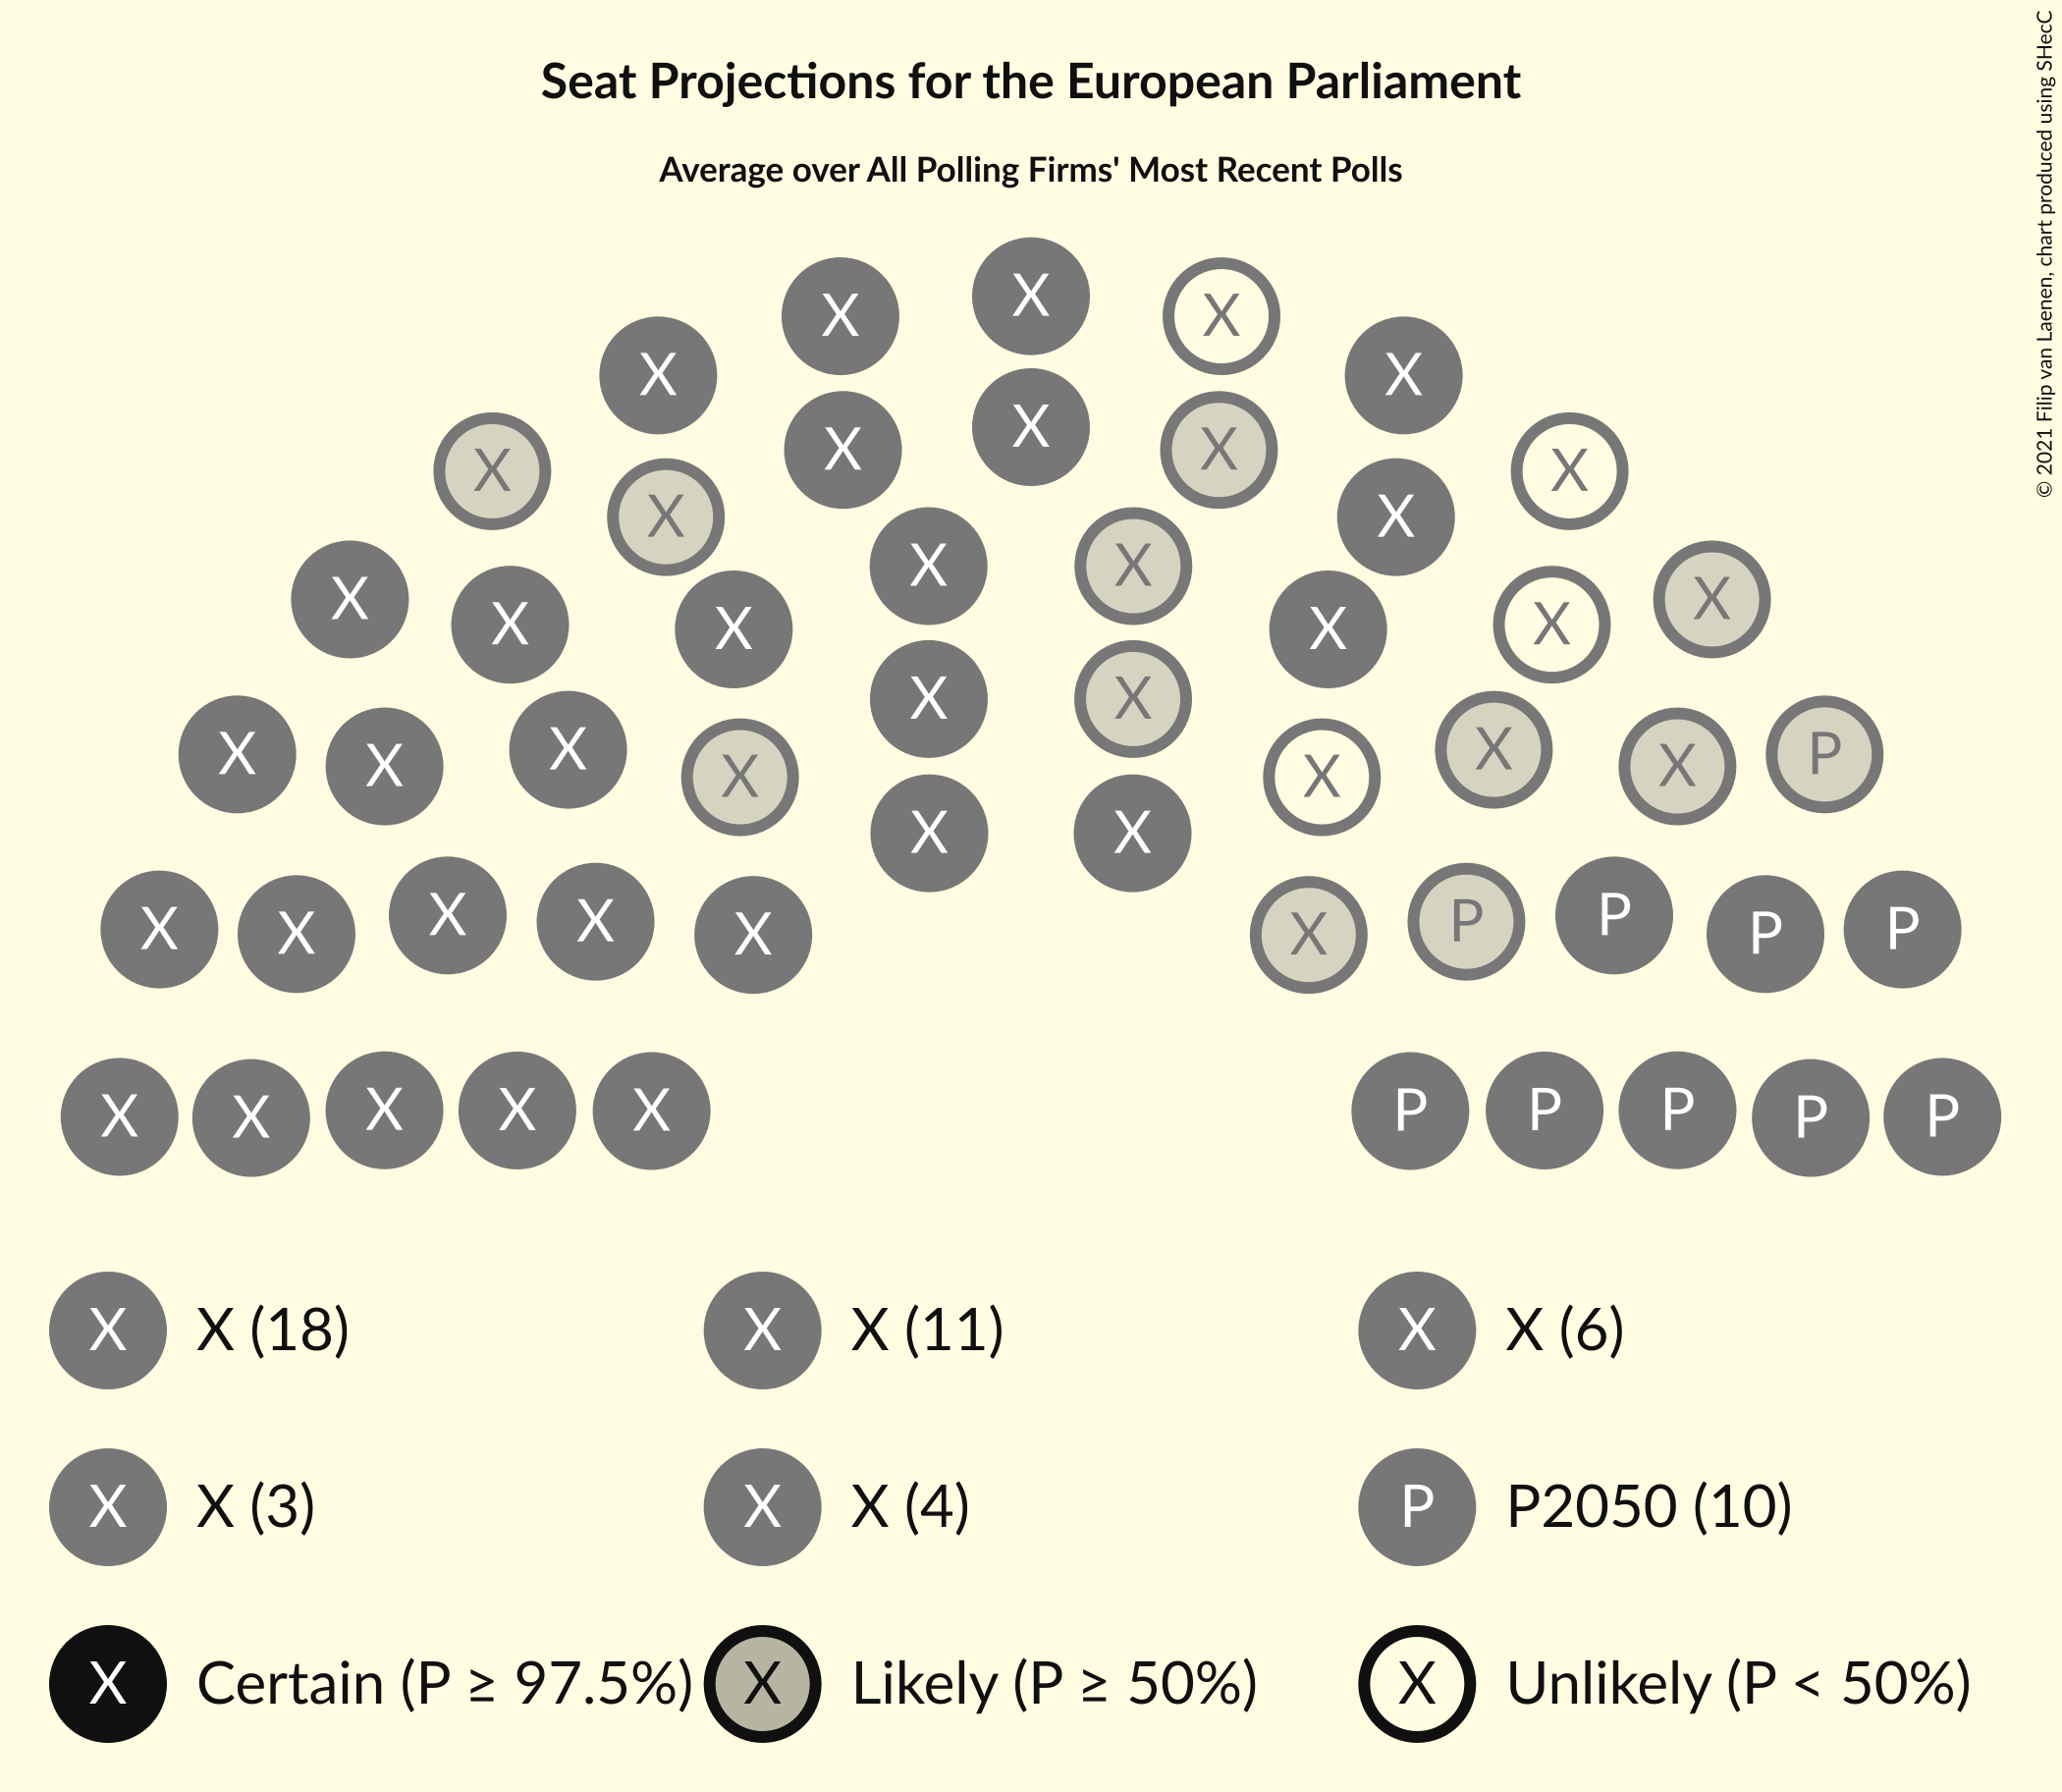 © 2021 Filip van Laenen, chart produced using SHecC
Seat Projections for the European Parliament
Average over All Polling Firms' Most Recent Polls
X X X
X X
X X X
X X
X X
X X
X X X X X X
X X
X X X X X X X P
X X
X X X X X X P P P P
X X X X X P P P P P
X X (18) X X (11) X X (6)
X X (3) X X (4) P P2050 (10)
X Certain (P ≥ 97.5%) X Likely (P ≥ 50%) X Unlikely (P < 50%)